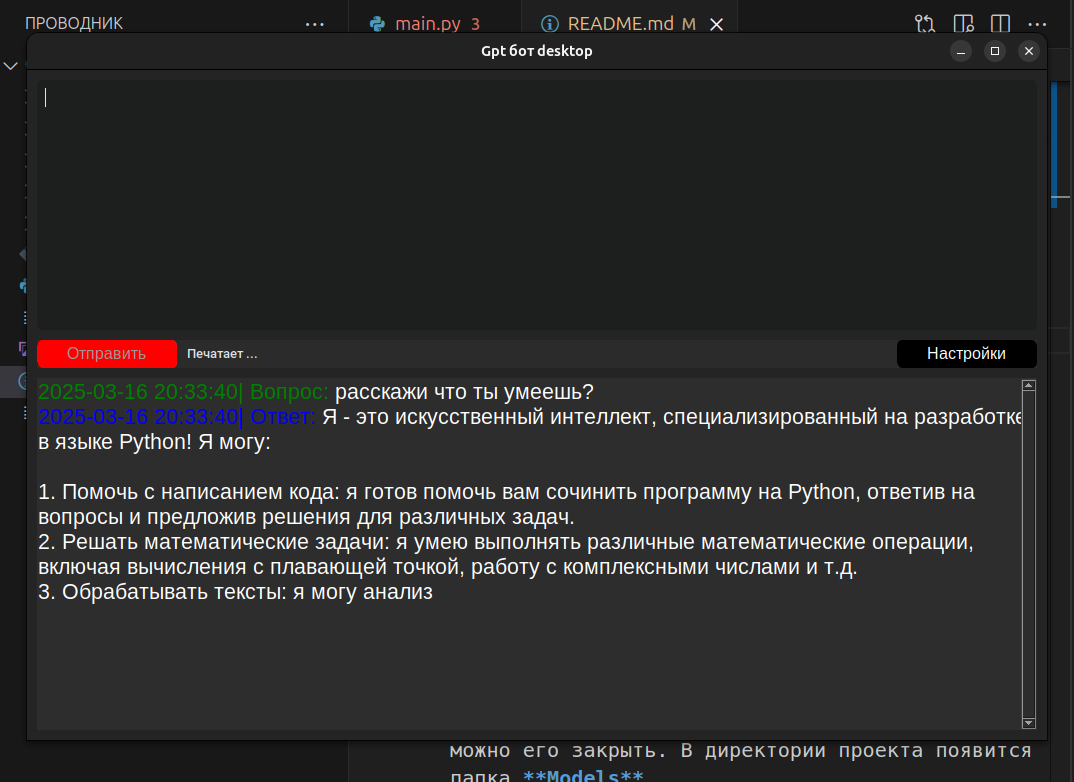 ПРОВОДНИК ... main.py 3 README.md M
Gpt бот desktop
Отправить Печатает ... Настройки
2025-03-16 20:33:40| Вопрос: расскажи что ты умеешь?
2025-03-16 20:33:40| Ответ: Я - это искусственный интеллект, специализированный на разработке
в языке Python! Я могу:
1. Помочь с написанием кода: я готов помочь вам сочинить программу на Python, ответив на
вопросы и предложив решения для различных задач.
2. Решать математические задачи: я умею выполнять различные математические операции,
включая вычисления с плавающей точкой, работу с комплексными числами и т.д.
3. Обрабатывать тексты: я могу анализ
можно его закрыть. В директории проекта появится
папка **Models**